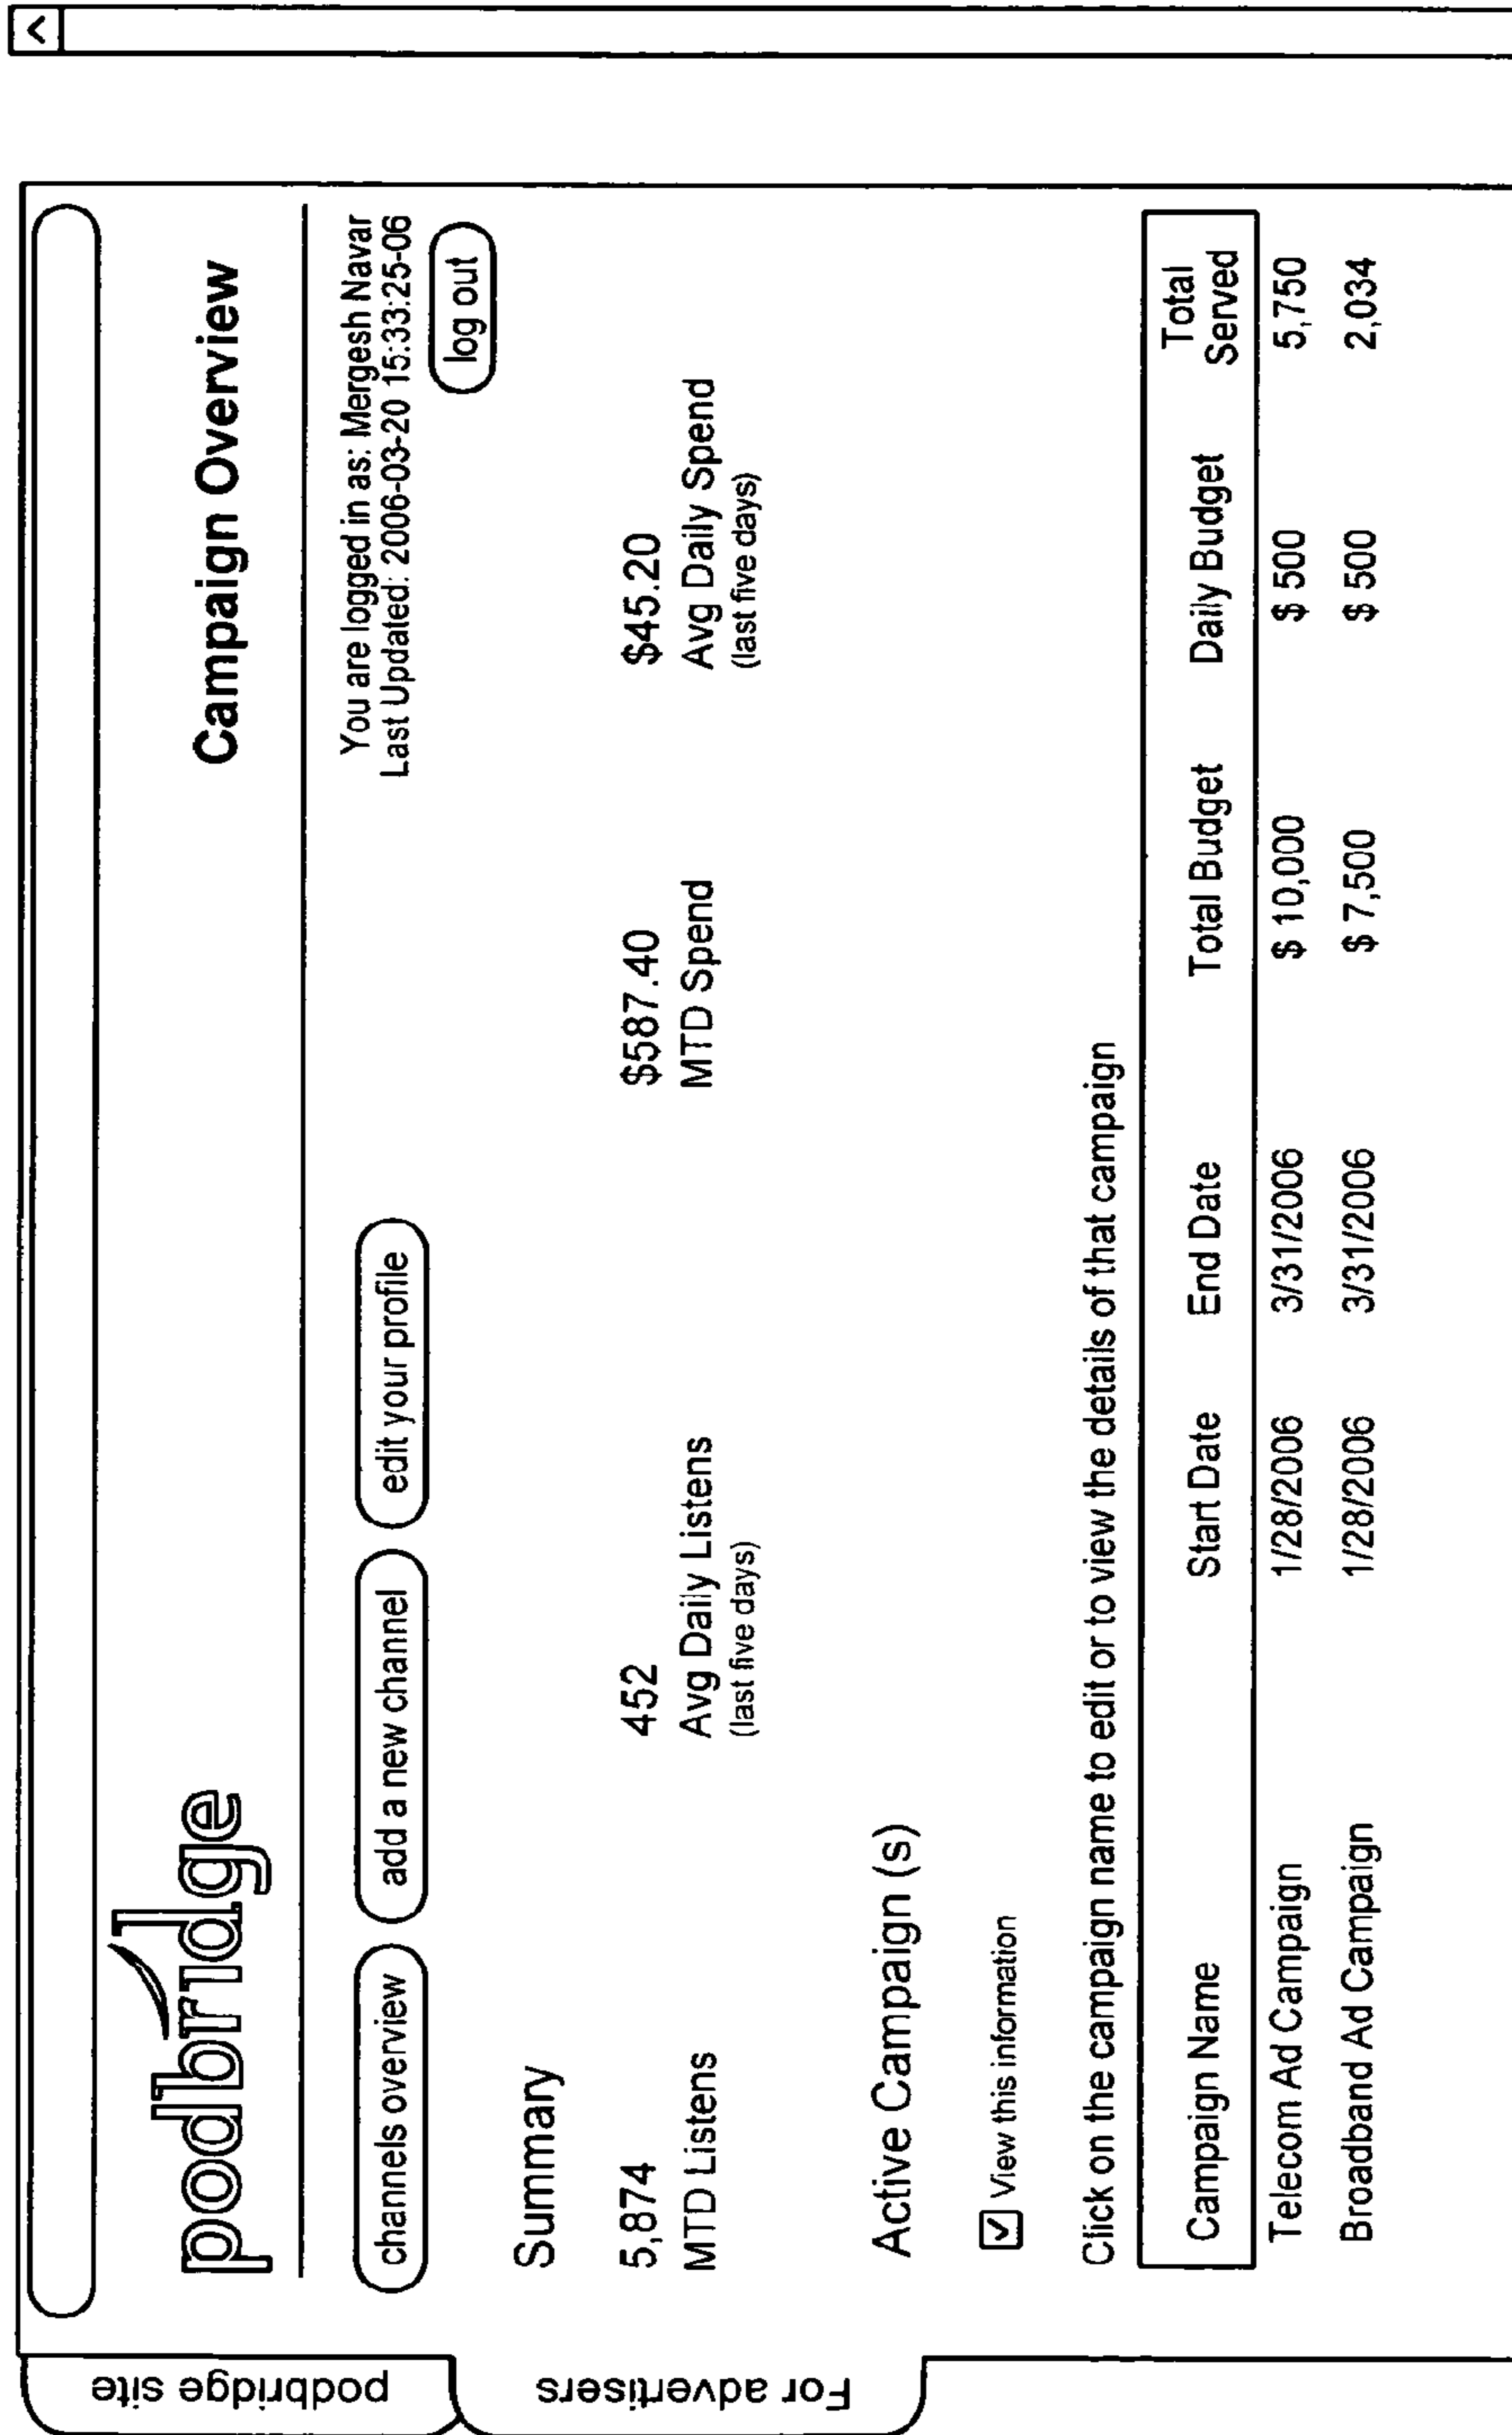 podbridge site
For advertisers
podbridge
Campaign Overview
channels overview
add a new channel
edit your profile
You are logged in as: Mergesh Navar
Last Updated: 2006-03-20 15:33:25-06
log out
Summary
5,874 452 $587.40 $45.20
MTD Listens Avg Daily Listens MTD Spend Avg Daily Spend
(last five days) (last five days)
Active Campaign (s)
View this information
Click on the campaign name to edit or to view the details of that campaign
Campaign Name Start Date End Date Total Budget Daily Budget Total Served
Telecom Ad Campaign 1/28/2006 3/31/2006 $ 10,000 $ 500 5,750
Broadband Ad Campaign 1/28/2006 3/31/2006 $ 7,500 $ 500 2,034